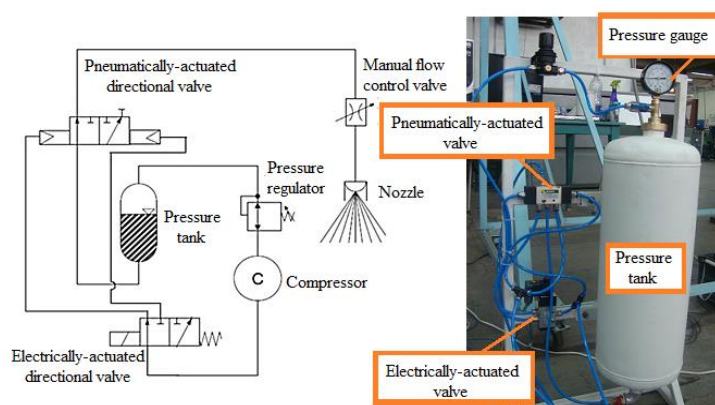 Pneumatically-actuated
directional valve
Manual flow
control valve
Pressure
regulator
Nozzle
Pressure
tank
C
Compressor
Electrically-actuated
directional valve
Pressure gauge
Pneumatically-actuated
valve
Pressure
tank
Electrically-actuated
valve